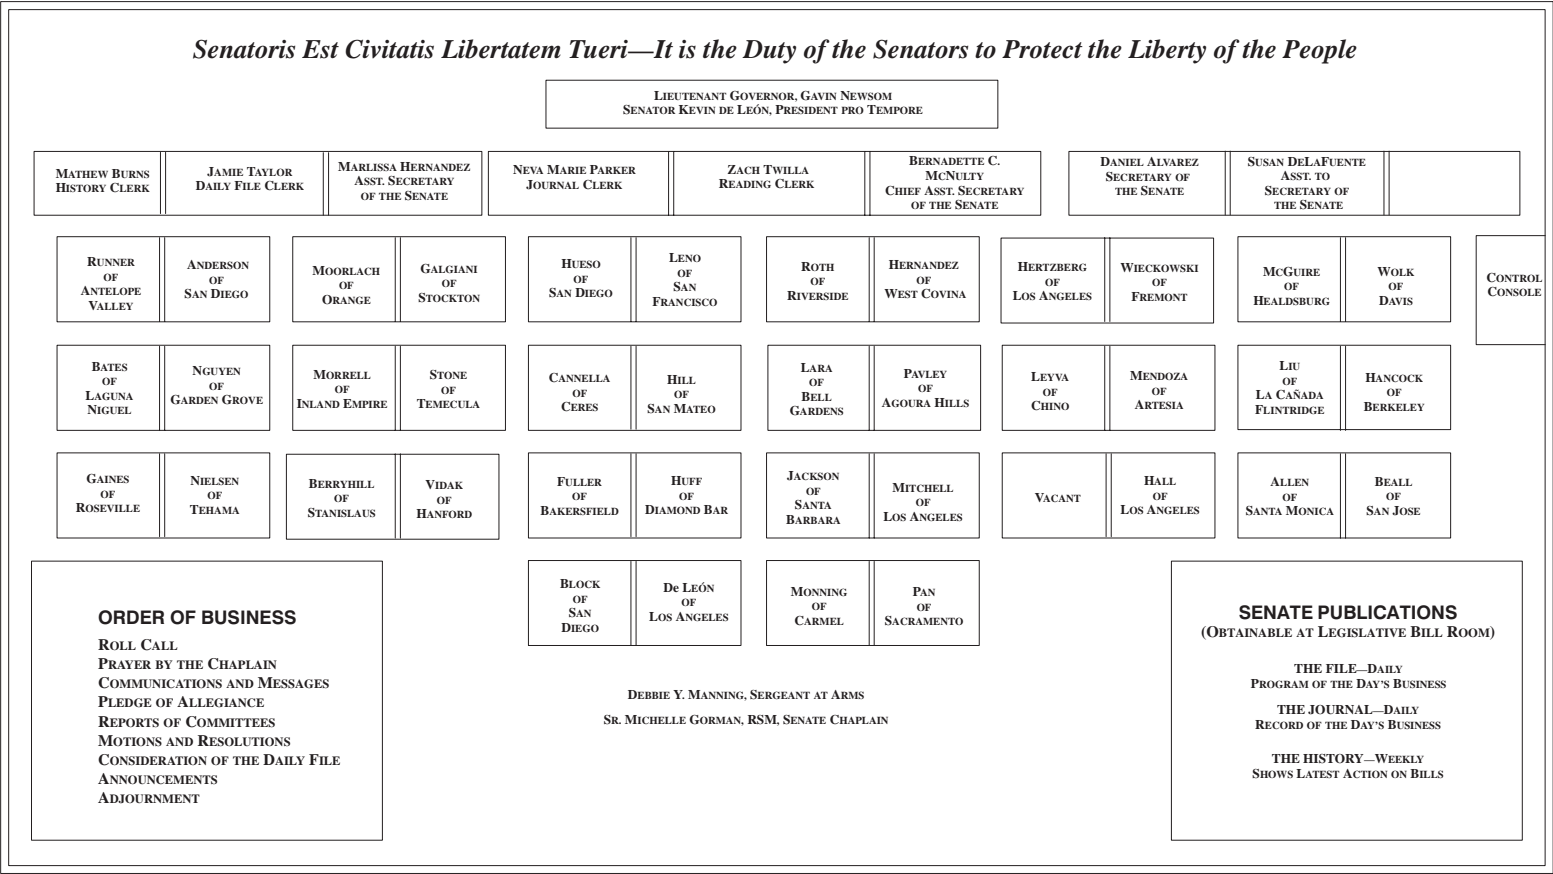 Senatoris Est Civitatis Libertatem Tueri—It is the Duty of the Senators to Protect the Liberty of the People
Lieutenant Governor, Gavin Newsom
Senator Kevin de León, President pro Tempore
Mathew Burns
History Clerk
Jamie Taylor
Daily File Clerk
Marlissa Hernandez
Asst. Secretary
of the Senate
Neva Marie Parker
Journal Clerk
Zach Twilla
Reading Clerk
Bernadette C.
McNulty
Chief Asst. Secretary
of the Senate
Daniel Alvarez
Secretary of
the Senate
Susan DeLaFuente
Asst. to
Secretary of
the Senate
Runner
of
Antelope
Valley
Anderson
of
San Diego
Moorlach
of
Orange
Galgiani
of
Stockton
Hueso
of
San Diego
Leno
of
San
Francisco
Roth
of
Riverside
Hernandez
of
West Covina
Hertzberg
of
Los Angeles
Wieckowski
of
Fremont
McGuire
of
Healdsburg
Wolk
of
Davis
Control
Console
Bates
of
Laguna
Niguel
Nguyen
of
Garden Grove
Morrell
of
Inland Empire
Stone
of
Temecula
Cannella
of
Ceres
Hill
of
San Mateo
Lara
of
Bell
Gardens
Pavley
of
Agoura Hills
Leyva
of
Chino
Mendoza
of
Artesia
Liu
of
La Cañada
Flintridge
Hancock
of
Berkeley
Gaines
of
Roseville
Nielsen
of
Tehama
Berryhill
of
Stanislaus
Vidak
of
Hanford
Fuller
of
Bakersfield
Huff
of
Diamond Bar
Jackson
of
Santa
Barbara
Mitchell
of
Los Angeles
Vacant
Hall
of
Los Angeles
Allen
of
Santa Monica
Beall
of
San Jose
Block
of
San
Diego
De León
of
Los Angeles
Monning
of
Carmel
Pan
of
Sacramento
ORDER OF BUSINESS
Roll Call
Prayer by the Chaplain
Communications and Messages
Pledge of Allegiance
Reports of Committees
Motions and Resolutions
Consideration of the Daily File
Announcements
Adjournment
Debbie Y. Manning, Sergeant at Arms
Sr. Michelle Gorman, RSM, Senate Chaplain
SENATE PUBLICATIONS
(Obtainable at Legislative Bill Room)
THE FILE—Daily
Program of the Day's Business
THE JOURNAL—Daily
Record of the Day's Business
THE HISTORY—Weekly
Shows Latest Action on Bills